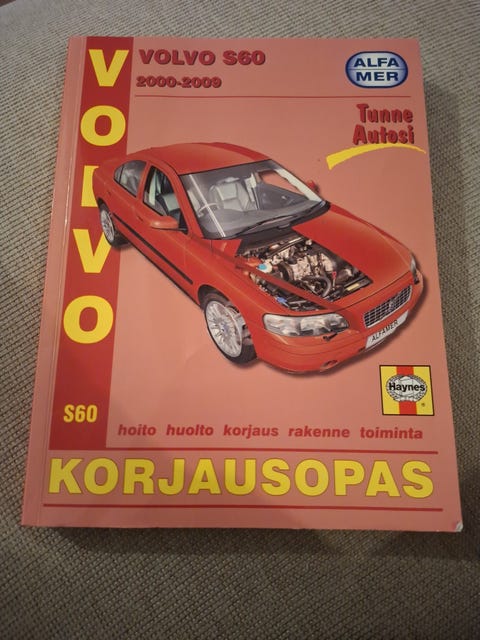 VOLVO
VOLVO S60
2000-2009
ALFA
MER
Tunne
Autosi
ALFAMER
Haynes
®
S60
hoito huolto korjaus rakenne toiminta
KORJAUSOPAS